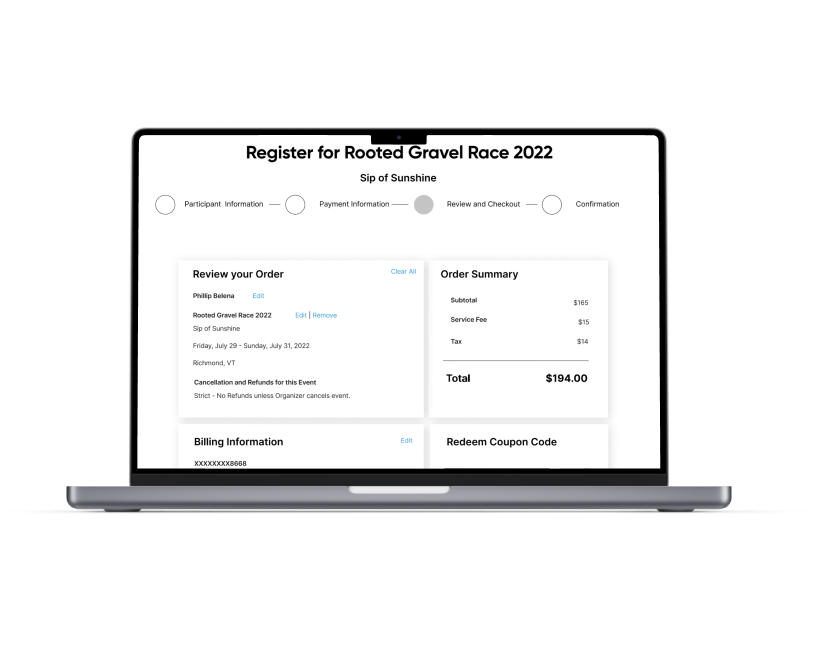 Register for Rooted Gravel Race 2022
Sip of Sunshine
Participant Information
Payment Information
Review and Checkout
Confirmation
Review your Order
Clear All
Phillip Belena Edit
Rooted Gravel Race 2022 Edit | Remove
Sip of Sunshine
Friday, July 29 - Sunday, July 31, 2022
Richmond, VT
Cancellation and Refunds for this Event
Strict - No Refunds unless Organizer cancels event.
Order Summary
Subtotal $165
Service Fee $15
Tax $14
Total $194.00
Billing Information Edit
XXXXXXXX8668
Redeem Coupon Code